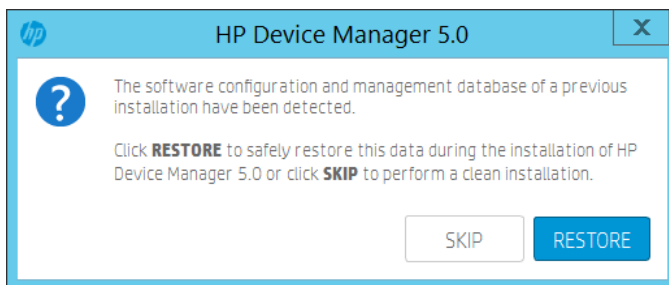 hp
HP Device Manager 5.0
X
?
The software configuration and management database of a previous
installation have been detected.
Click RESTORE to safely restore this data during the installation of HP
Device Manager 5.0 or click SKIP to perform a clean installation.
SKIP
RESTORE